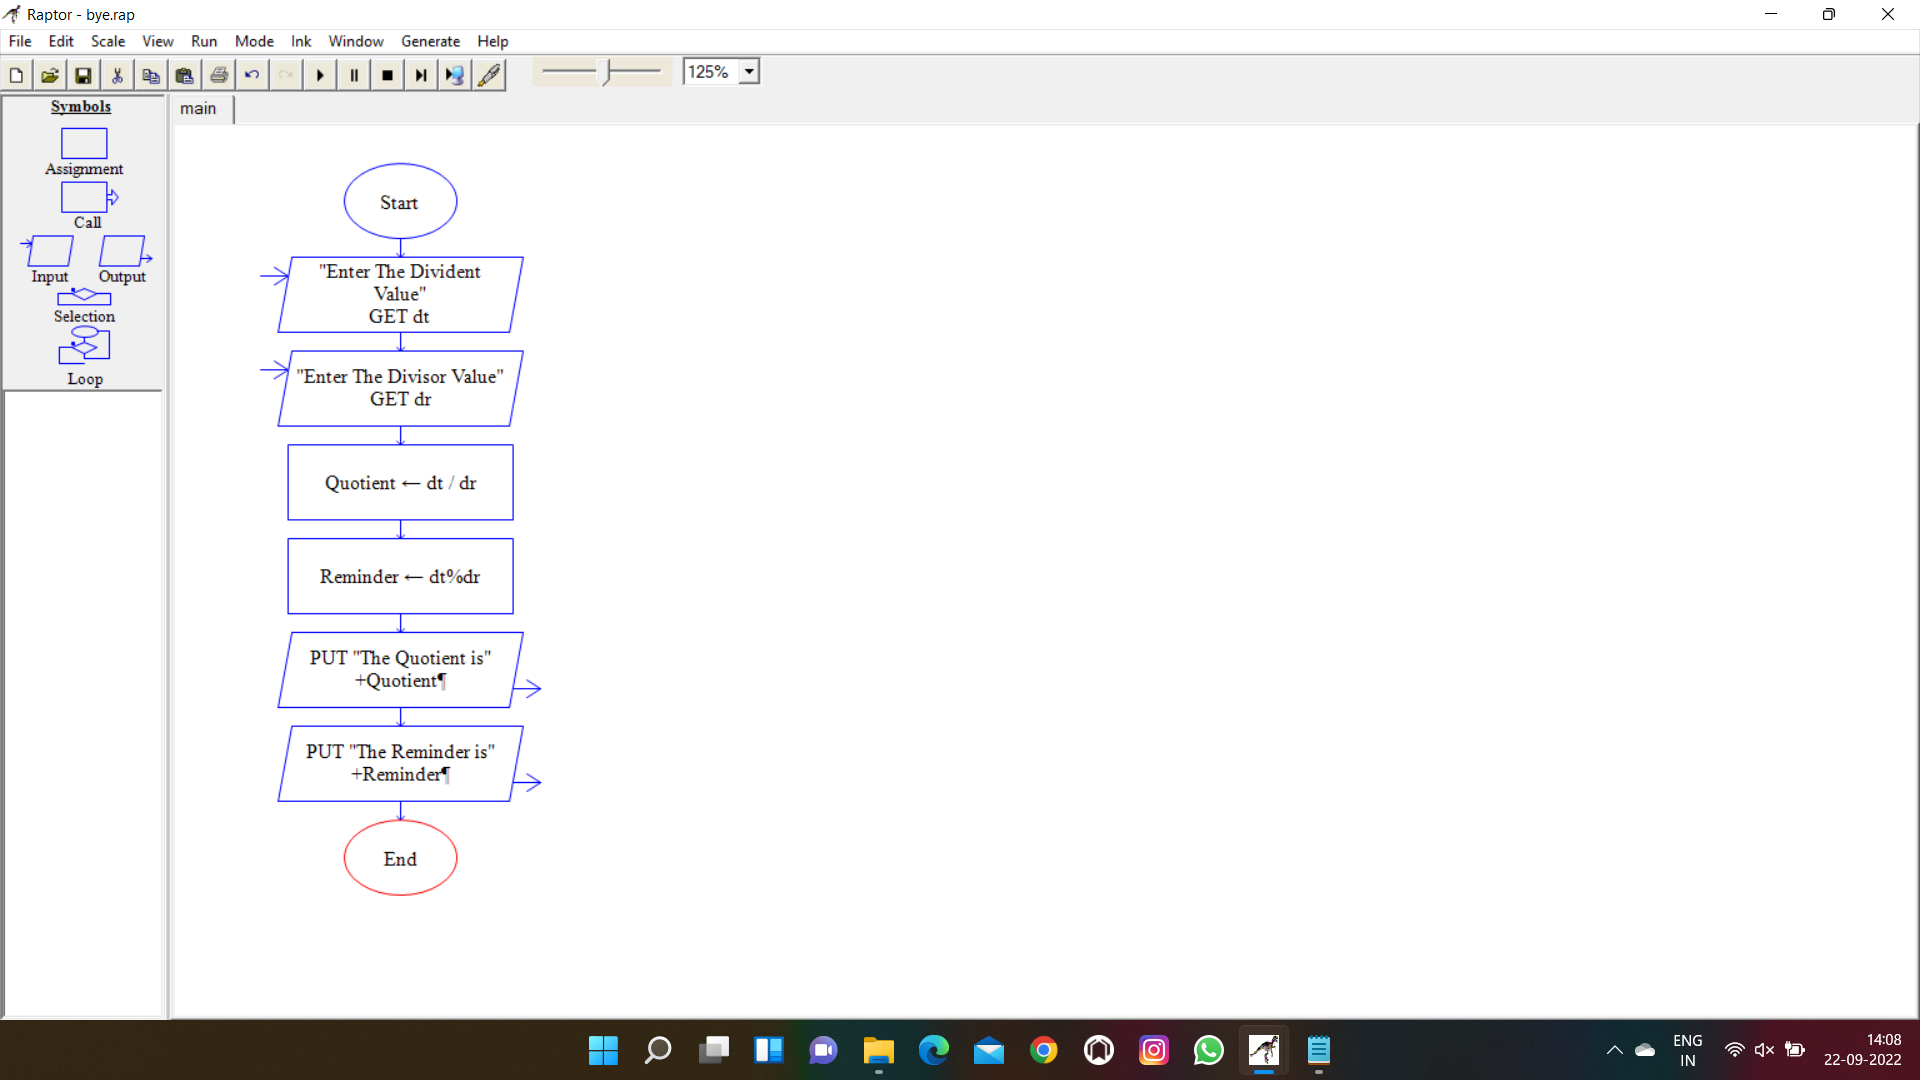 Raptor - bye.rap
File Edit Scale View Run Mode Ink Window Generate Help
125%
Symbols
main
Assignment
Call
Input Output
Selection
Loop
Start
"Enter The Divident
Value"
GET dt
"Enter The Divisor Value"
GET dr
Quotient ← dt / dr
Reminder ← dt%dr
PUT "The Quotient is"
+Quotient¶
PUT "The Reminder is"
+Reminder¶
End
ENG
IN
14:08
22-09-2022